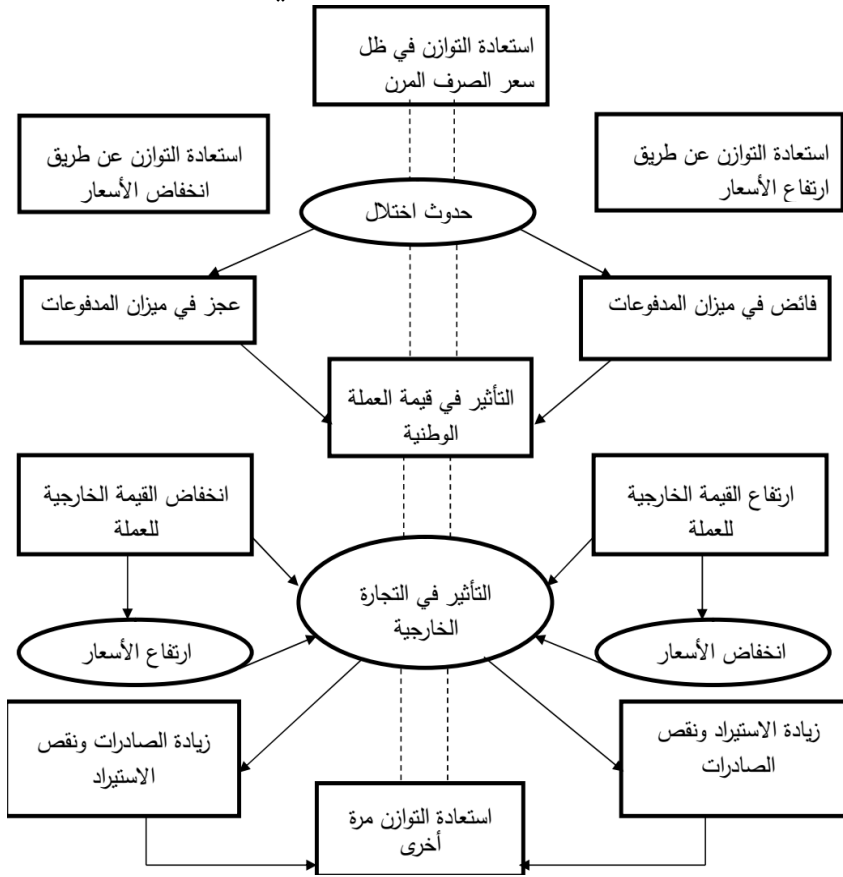 استعادة التوازن في ظل
سعر الصرف المرن
استعادة التوازن عن طريق
ارتفاع الأسعار
استعادة التوازن عن طريق
انخفاض الأسعار
حدوث اختلال
فائض في ميزان المدفوعات
عجز في ميزان المدفوعات
التأثير في قيمة العملة
الوطنية
ارتفاع القيمة الخارجية
للعملة
انخفاض القيمة الخارجية
للعملة
التأثير في التجارة
الخارجية
انخفاض الأسعار
ارتفاع الأسعار
زيادة الاستيراد ونقص
الصادرات
زيادة الصادرات ونقص
الاستيراد
استعادة التوازن مرة
أخرى